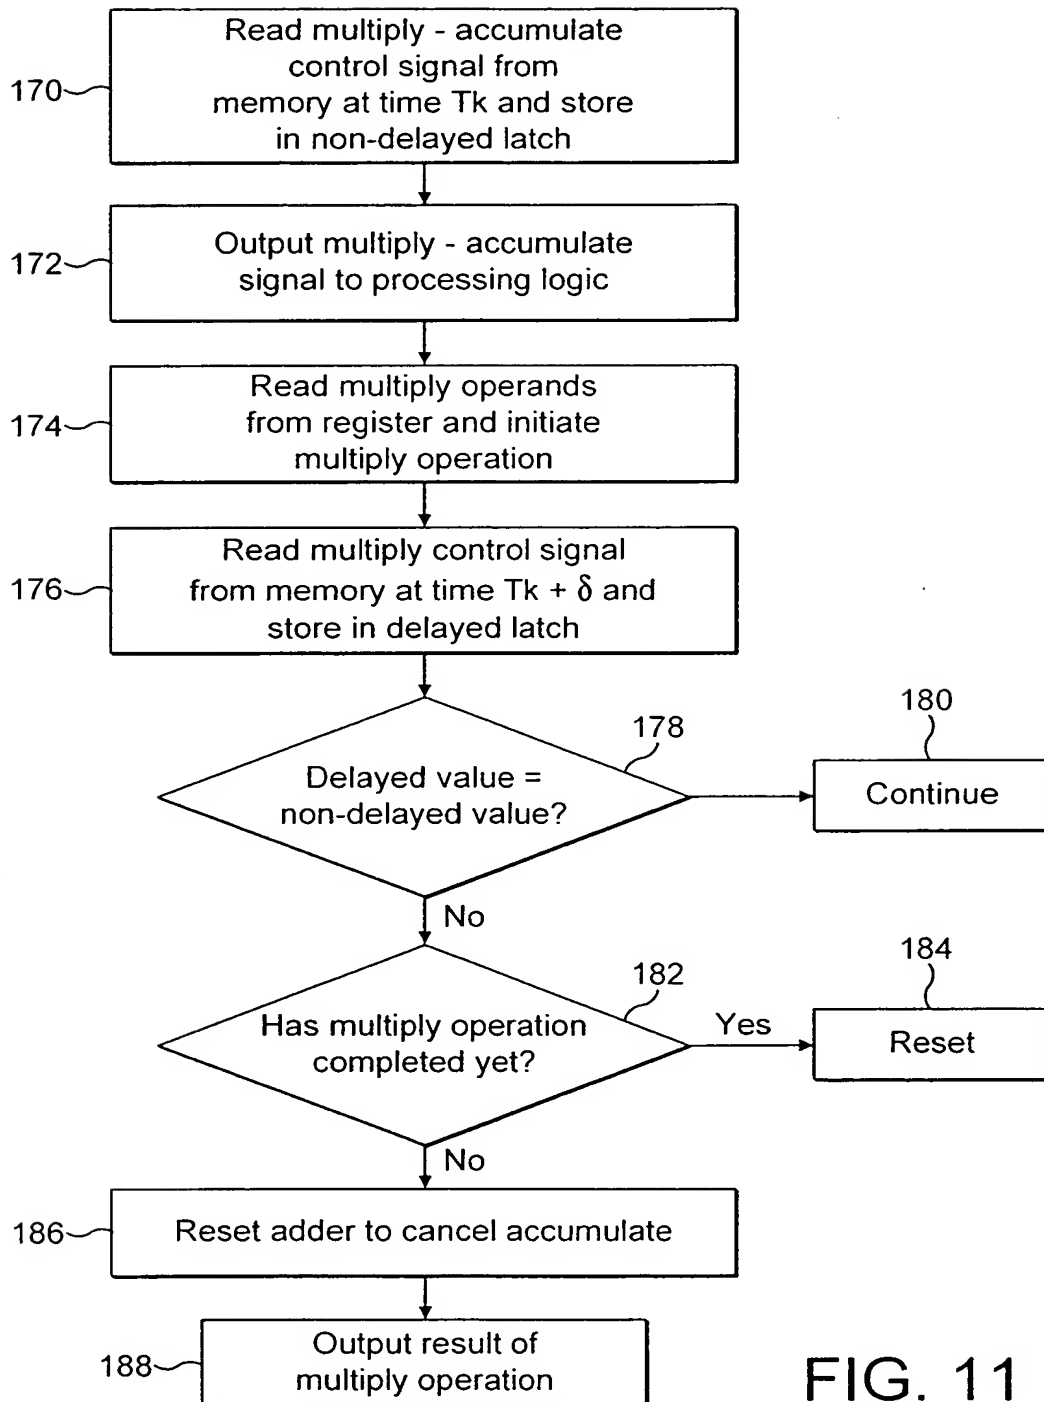 Read multiply - accumulate
control signal from
memory at time Tk and store
in non-delayed latch
170
Output multiply - accumulate
signal to processing logic
172
Read multiply operands
from register and initiate
multiply operation
174
Read multiply control signal
from memory at time Tk + δ and
store in delayed latch
176
Delayed value =
non-delayed value?
178
180
Continue
No
Has multiply operation
completed yet?
182
Yes
184
Reset
No
186
Reset adder to cancel accumulate
188
Output result of
multiply operation
FIG. 11